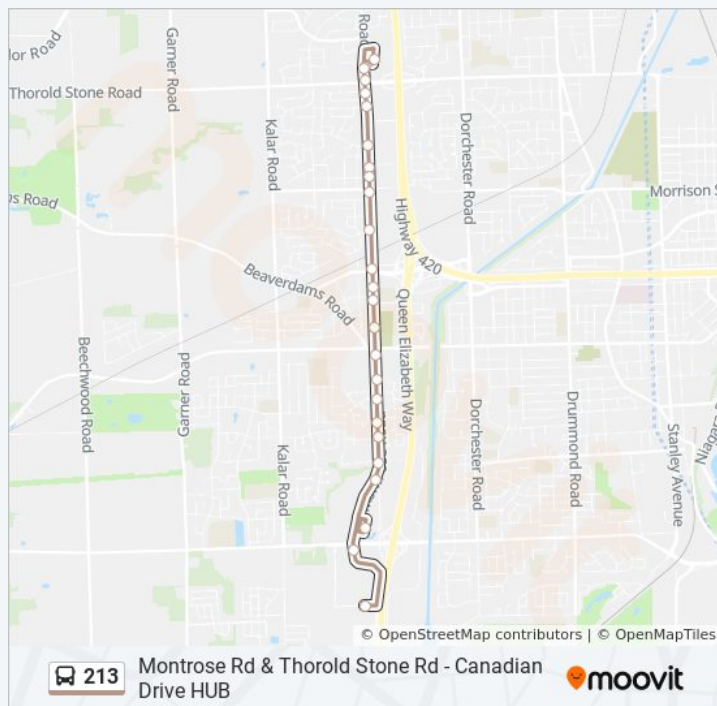 Road
lor Road
Garner Road
Thorold Stone Road
Kalar Road
Dorchester Road
Morrison S
ns Road
Highway 420
Beaverdams Road
Queen Elizabeth Way
Beechwood Road
Garner Road
Kalar Road
Dorchester Road
Drummond Road
Stanley Avenue
Niagara
© OpenStreetMap contributors | © OpenMapTiles
213
Montrose Rd & Thorold Stone Rd - Canadian
Drive HUB
moovit